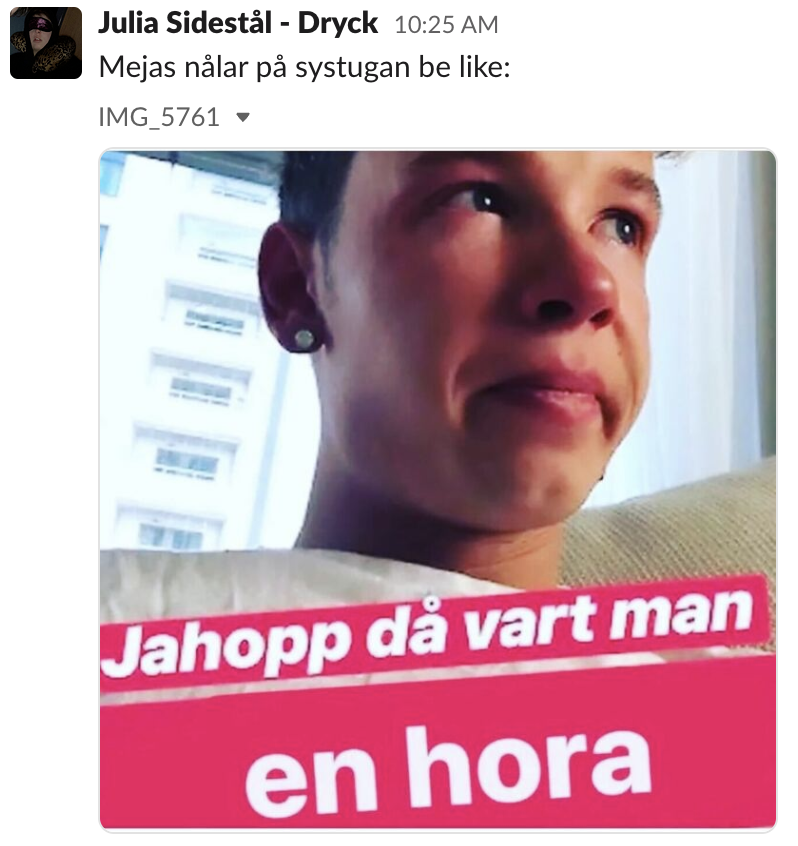 Julia Sidestål - Dryck 10:25 AM
Mejas nålar på systugan be like:
IMG_5761
Jahopp då vart man
en hora